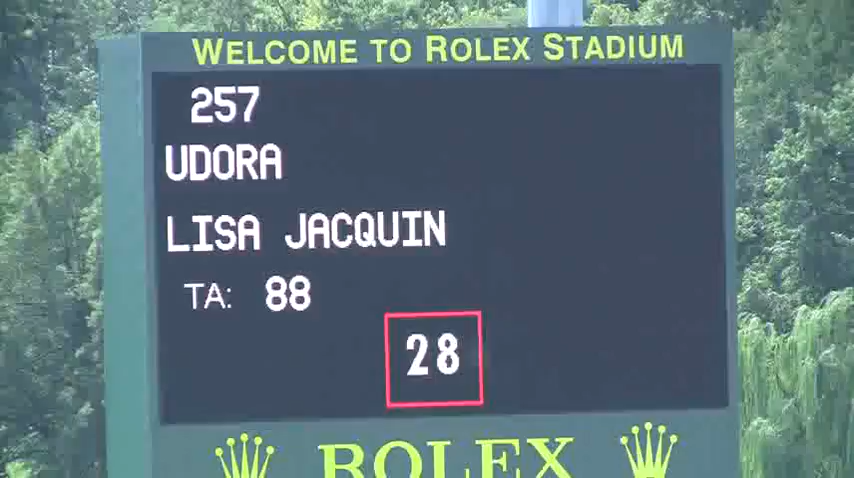 WELCOME TO ROLEX STADIUM
257
UDORA
LISA JACQUIN
TA: 88
28
ROLEX